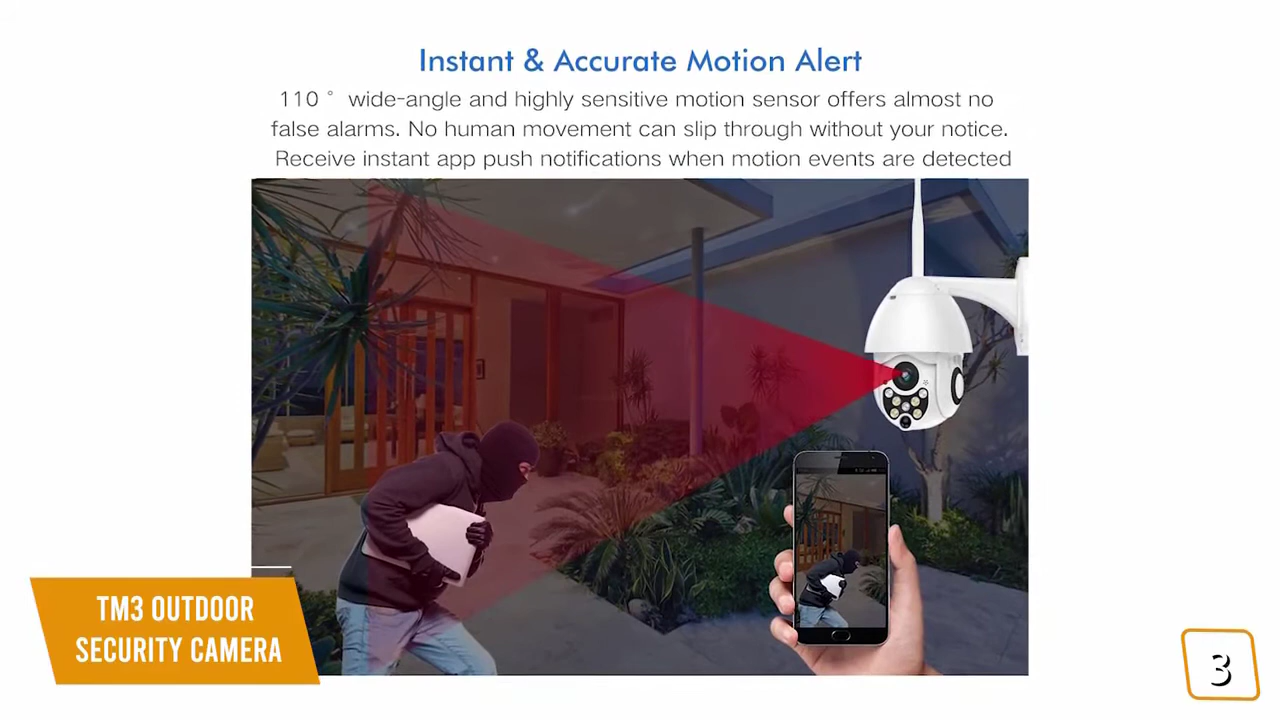 Instant & Accurate Motion Alert
110 ° wide-angle and highly sensitive motion sensor offers almost no
false alarms. No human movement can slip through without your notice.
Receive instant app push notifications when motion events are detected
TM3 OUTDOOR
SECURITY CAMERA
3